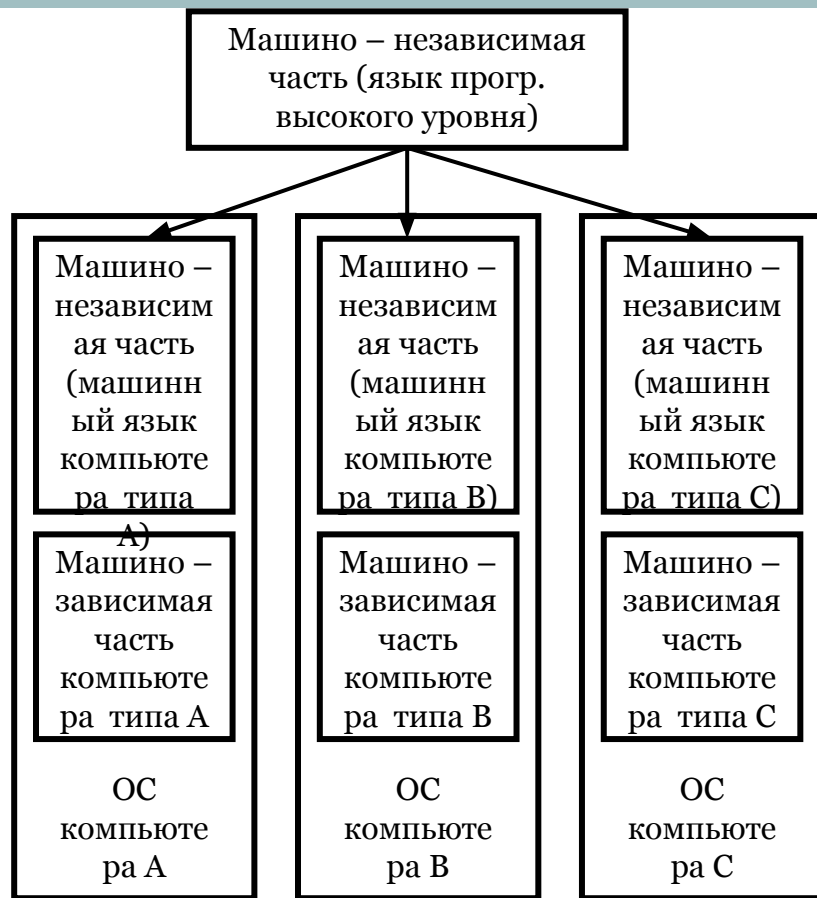 Машино – независимая
часть (язык прогр.
высокого уровня)
Машино –
независим
ая часть
(машинн
ый язык
компьюте
ра типа
А)
Машино –
зависимая
часть
компьюте
ра типа А
ОС
компьюте
ра А
Машино –
независим
ая часть
(машинн
ый язык
компьюте
ра типа В)
Машино –
зависимая
часть
компьюте
ра типа В
ОС
компьюте
ра В
Машино –
независим
ая часть
(машинн
ый язык
компьюте
ра типа С)
Машино –
зависимая
часть
компьюте
ра типа С
ОС
компьюте
ра С